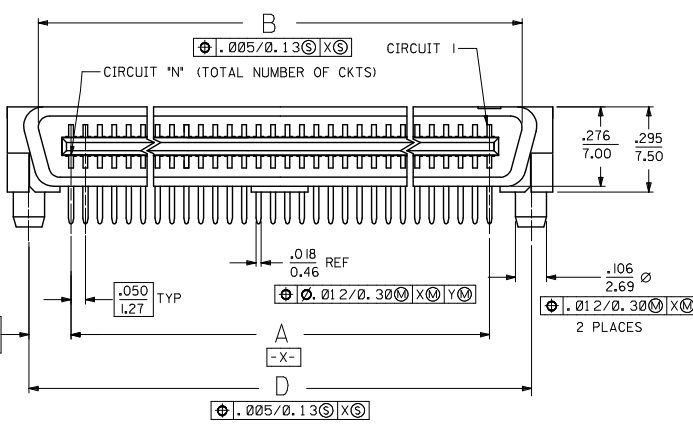 B
⌖ .005/0.13Ⓢ XⓈ
CIRCUIT 1
CIRCUIT "N" (TOTAL NUMBER OF CKTS)
.276
7.00
.295
7.50
.018
0.46
REF
.050
1.27
TYP
⌖ Ø.012/0.30Ⓜ XⓂ YⓂ
.106
2.69
Ø
⌖ .012/0.30Ⓜ XⓂ
2 PLACES
A
-X-
D
⌖ .005/0.13Ⓢ XⓈ